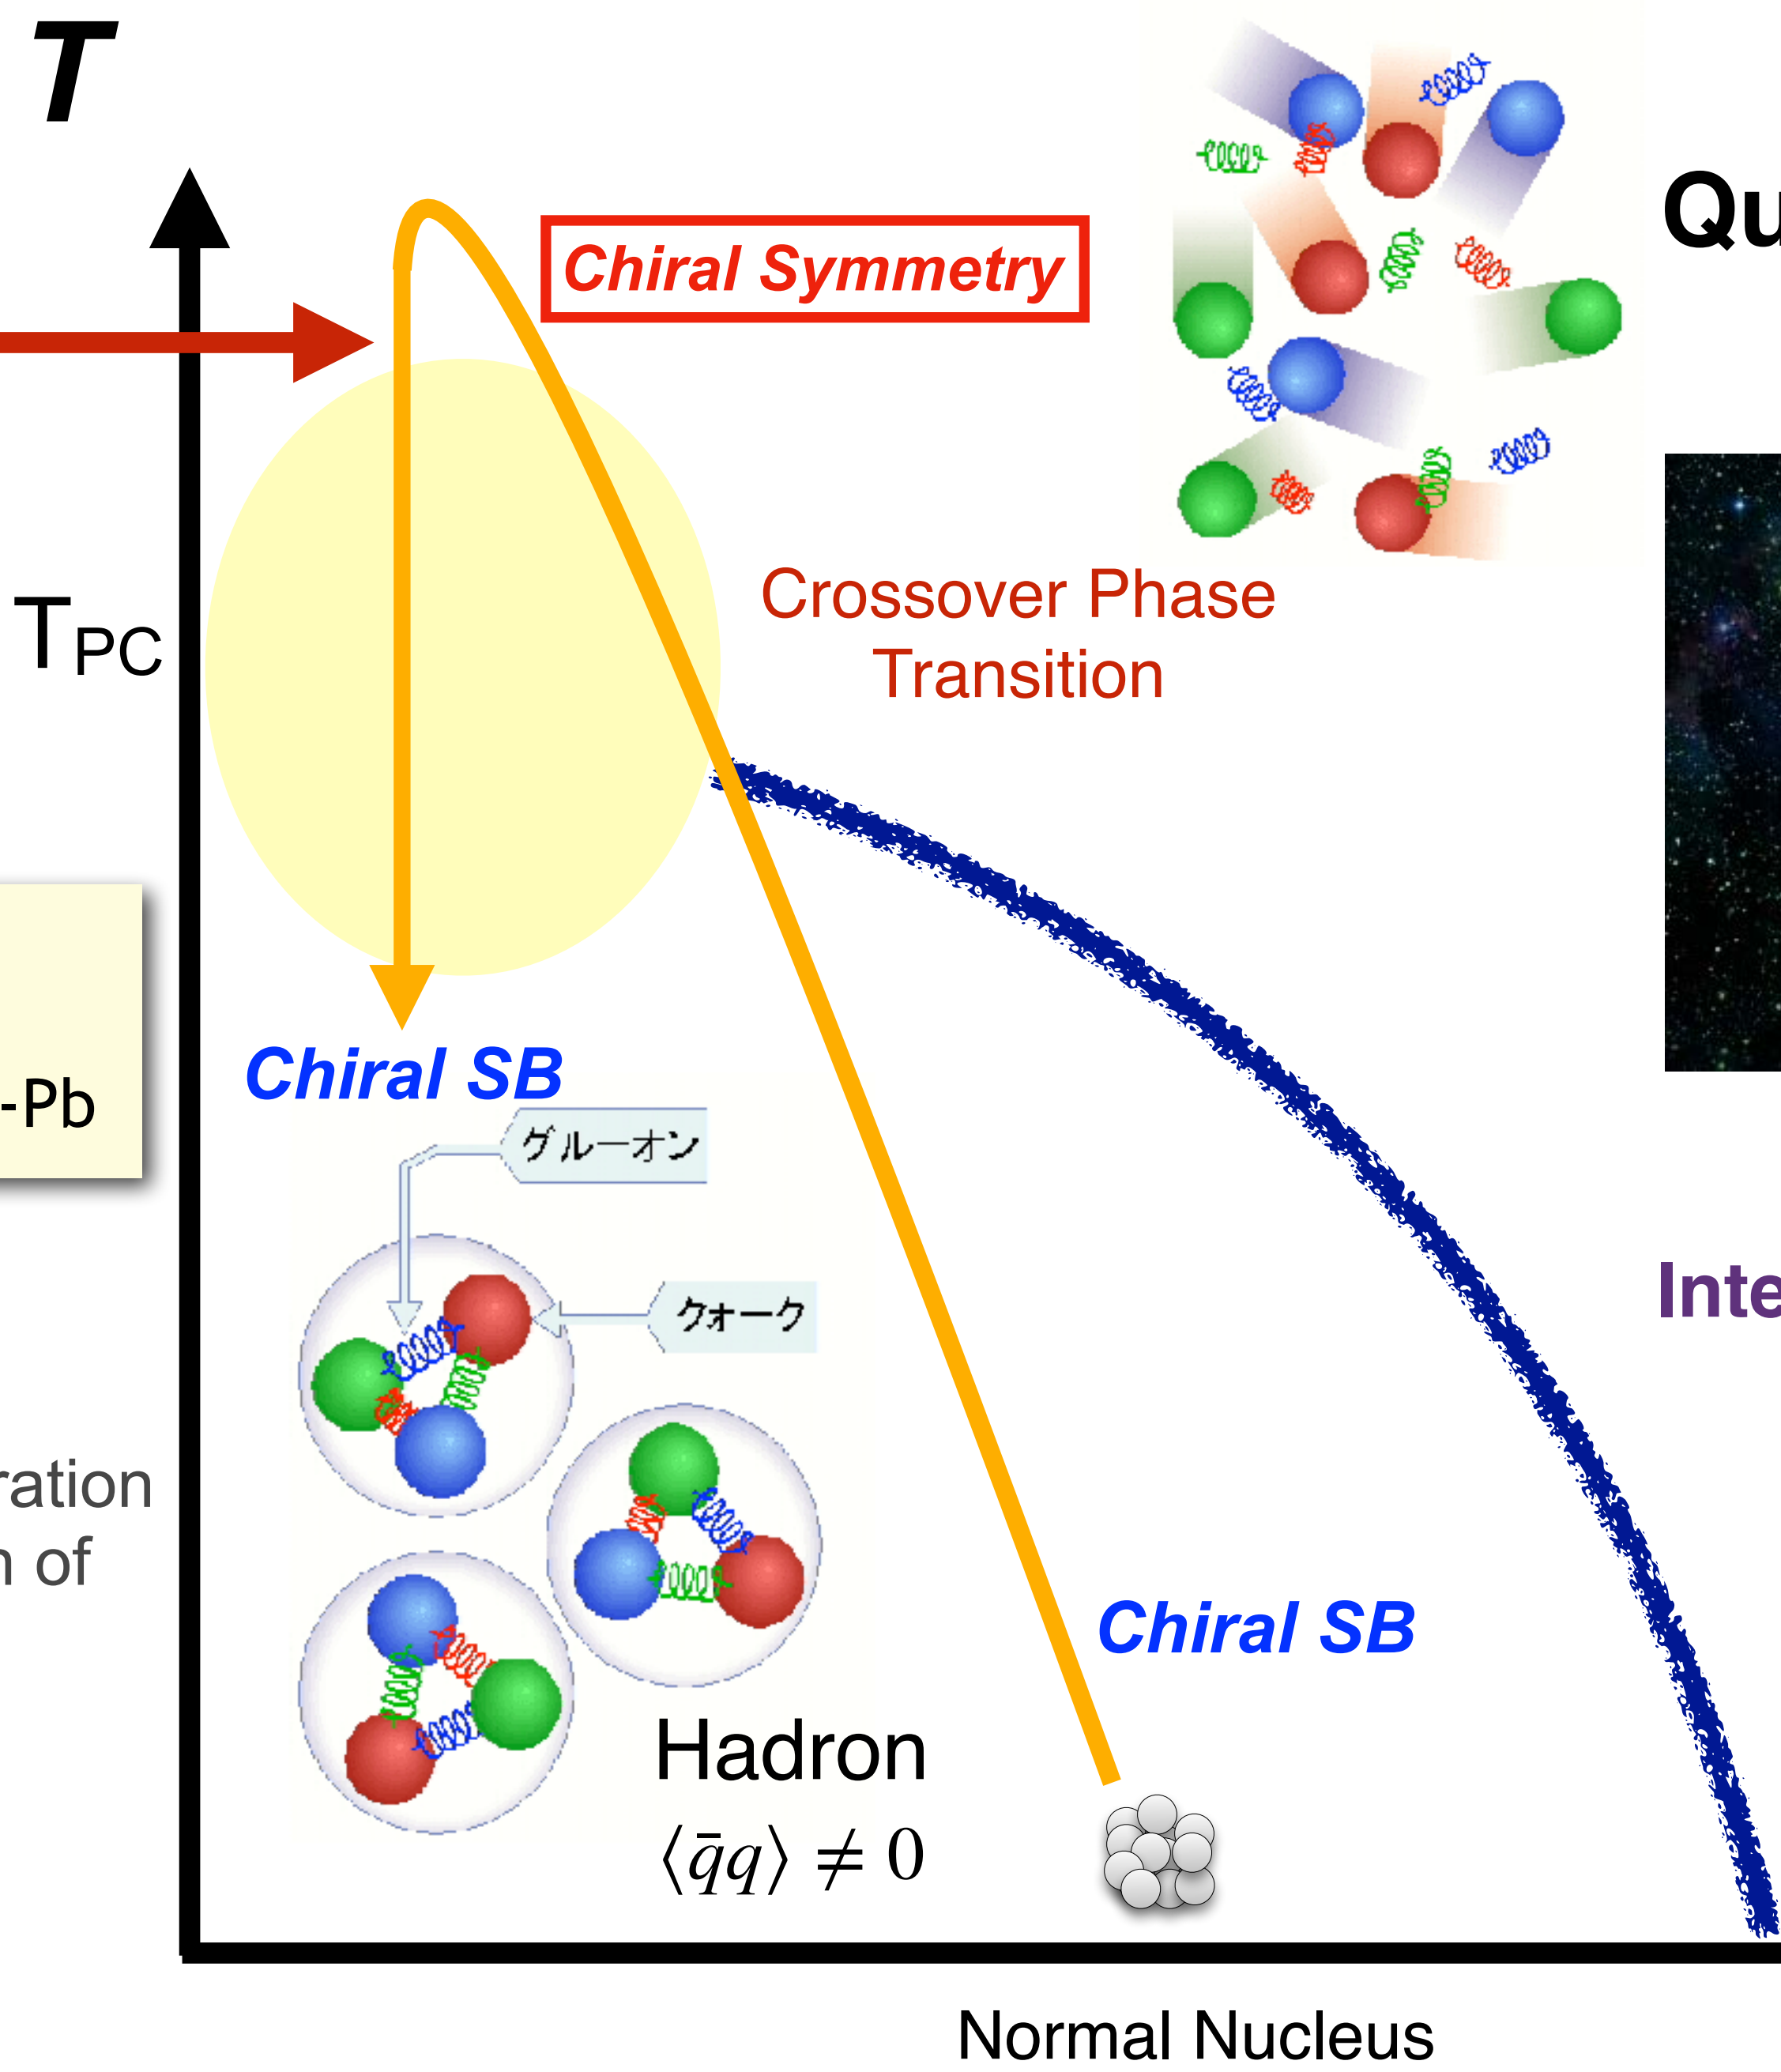 T
Chiral Symmetry
Qu
Crossover Phase
Transition
TPC
-Pb
Chiral SB
グルーオン
クォーク
Inte
ration
n of
Chiral SB
Hadron
⟨q̄q⟩ ≠ 0
Normal Nucleus